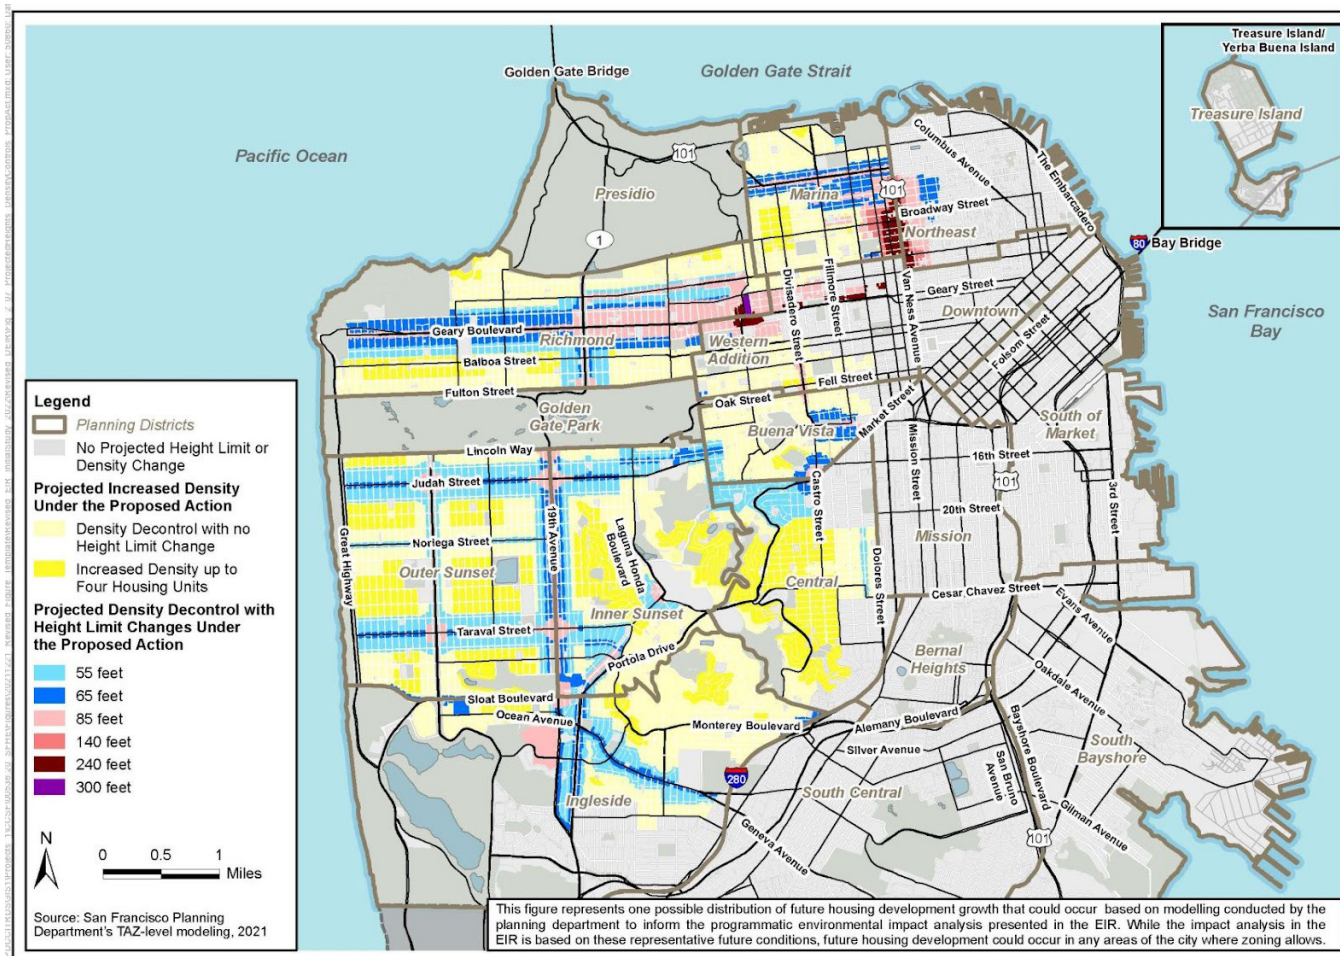 Treasure Island/
Yerba Buena Island
Treasure Island
Golden Gate Bridge
Golden Gate Strait
Pacific Ocean
101
Presidio
1
Marina
101
Columbus Avenue
The Embarcadero
Broadway Street
Northeast
80
Bay Bridge
San Francisco
Bay
Divisadero Street
Fillmore Street
Van Ness Avenue
Geary Street
Downtown
Folsom Street
Geary Boulevard
Richmond
Western
Addition
Balboa Street
Fulton Street
Fell Street
Oak Street
Market Street
Golden
Gate Park
Buena Vista
South of
Market
Lincoln Way
Judah Street
Mission Street
16th Street
101
3rd Street
Castro Street
19th Avenue
Great Highway
Laguna Honda
Boulevard
20th Street
Noriega Street
Mission
Outer Sunset
Central
Dolores Street
Cesar Chavez Street
Evans Avenue
Inner Sunset
Taraval Street
Portola Drive
Bernal
Heights
Oakdale Avenue
Sloat Boulevard
Ocean Avenue
Monterey Boulevard
Alemany Boulevard
Silver Avenue
Bayshore Boulevard
San Bruno
Avenue
South
Bayshore
280
Ingleside
South Central
Geneva Avenue
Gilman Avenue
101
Legend
Planning Districts
No Projected Height Limit or
Density Change
Projected Increased Density
Under the Proposed Action
Density Decontrol with no
Height Limit Change
Increased Density up to
Four Housing Units
Projected Density Decontrol with
Height Limit Changes Under
the Proposed Action
55 feet
65 feet
85 feet
140 feet
240 feet
300 feet
N
0 0.5 1
Miles
Source: San Francisco Planning
Department's TAZ-level modeling, 2021
This figure represents one possible distribution of future housing development growth that could occur based on modelling conducted by the
planning department to inform the programmatic environmental impact analysis presented in the EIR. While the impact analysis in the
EIR is based on these representative future conditions, future housing development could occur in any areas of the city where zoning allows.